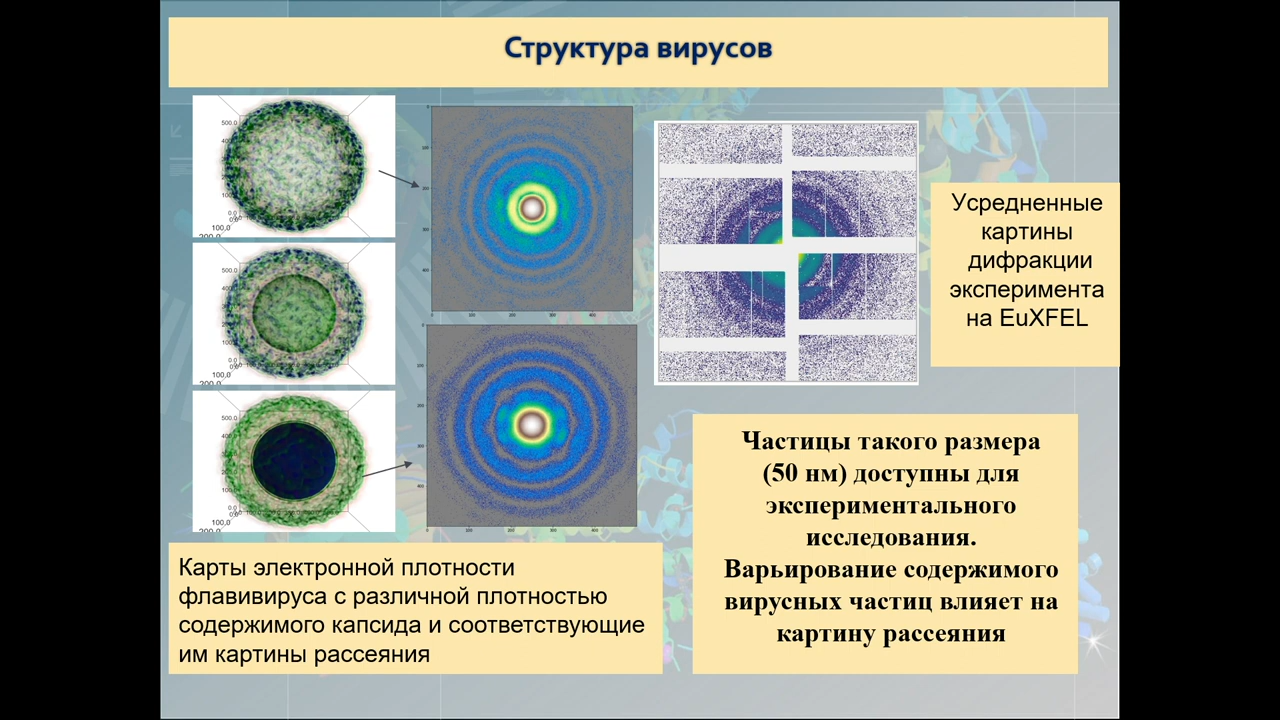 Структура вирусов
Усредненные
картины
дифракции
эксперимента
на EuXFEL
Частицы такого размера
(50 нм) доступны для
экспериментального
исследования.
Варьирование содержимого
вирусных частиц влияет на
картину рассеяния
Карты электронной плотности
флавивируса с различной плотностью
содержимого капсида и соответствующие
им картины рассеяния